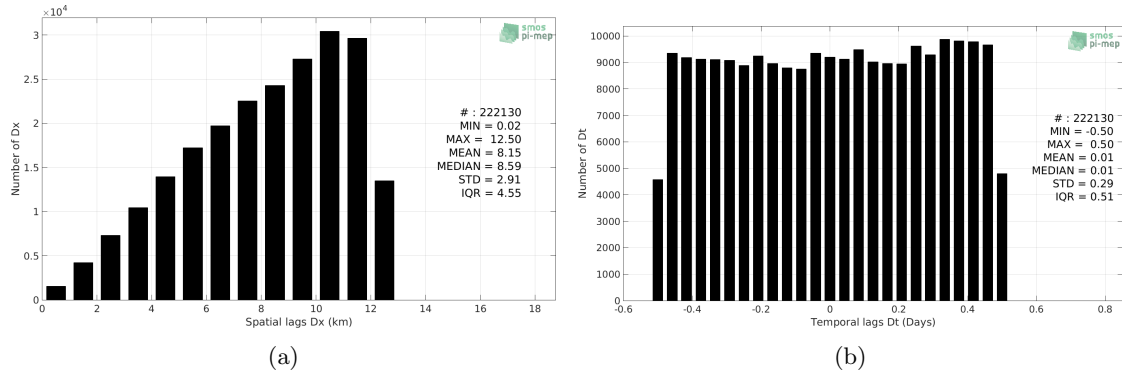 ×10⁴
3
2.5
2
1.5
1
0.5
0
Number of Dx
0 2 4 6 8 10 12 14 16 18
Spatial lags Dx (km)
smos
pi-mep
# : 222130
MIN = 0.02
MAX = 12.50
MEAN = 8.15
MEDIAN = 8.59
STD = 2.91
IQR = 4.55
(a)
10000
9000
8000
7000
6000
5000
4000
3000
2000
1000
0
Number of Dt
-0.6 -0.4 -0.2 0 0.2 0.4 0.6 0.8
Temporal lags Dt (Days)
smos
pi-mep
# : 222130
MIN = -0.50
MAX = 0.50
MEAN = 0.01
MEDIAN = 0.01
STD = 0.29
IQR = 0.51
(b)